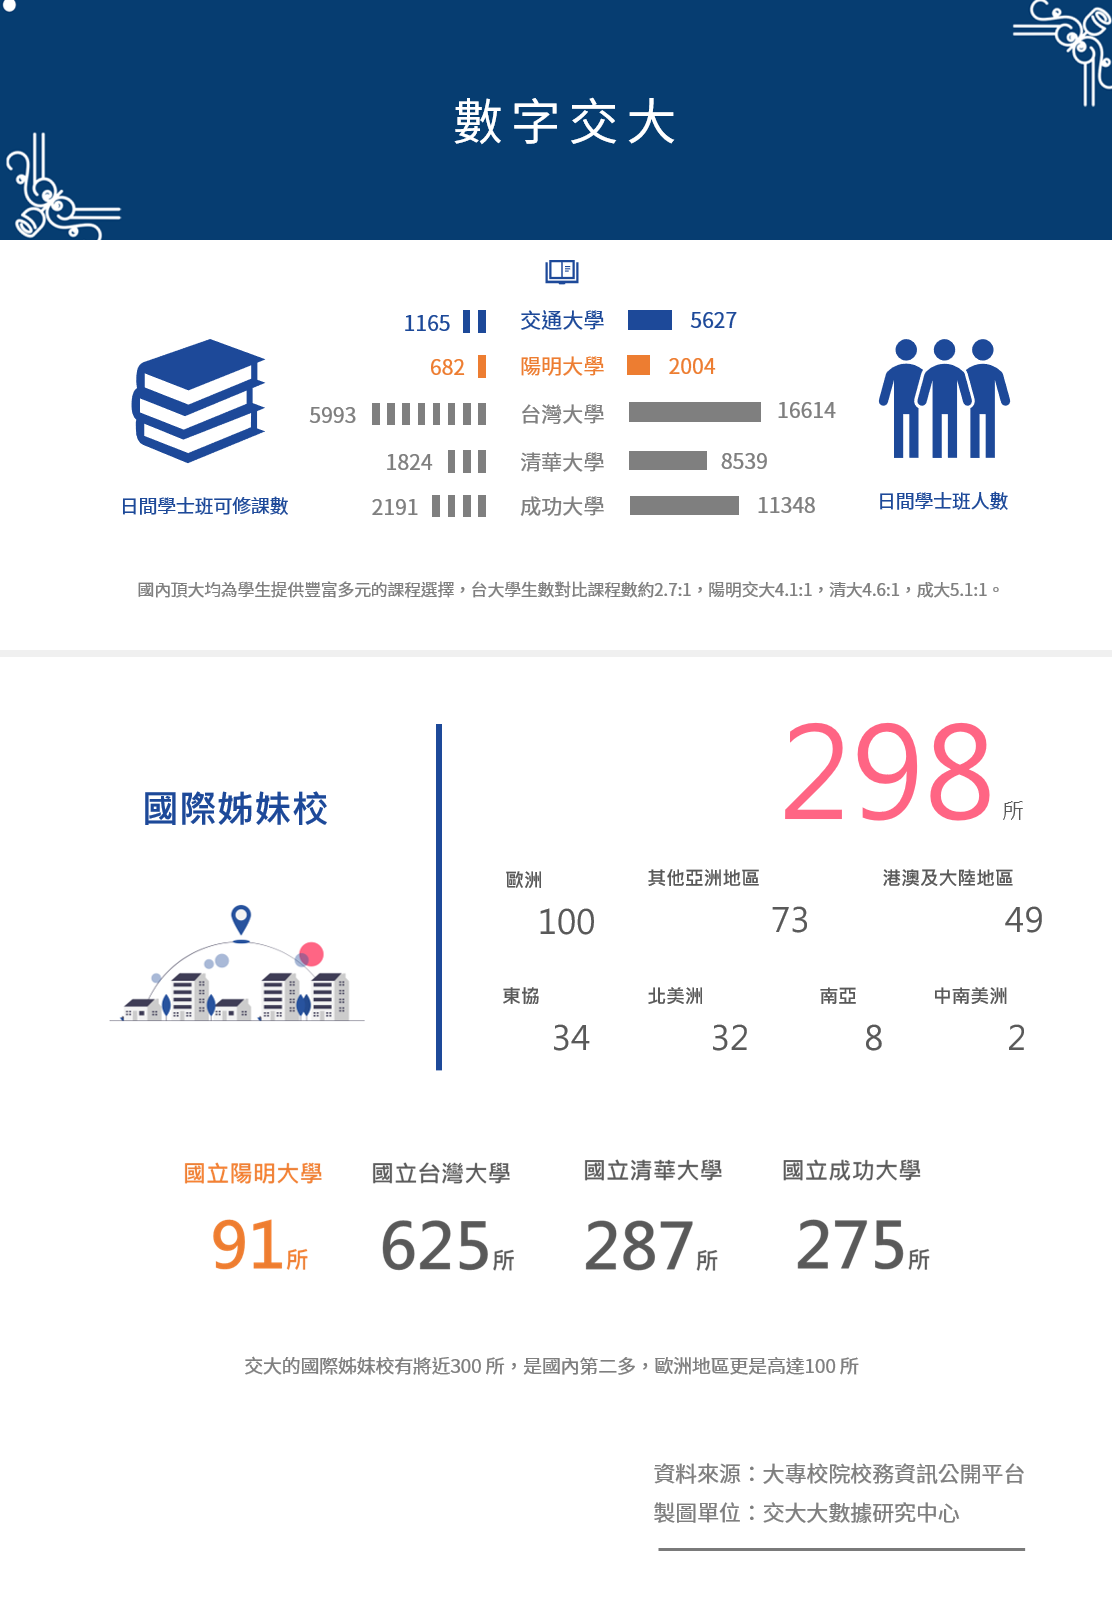 數字交大
1165 交通大學 5627
682 陽明大學 2004
5993 台灣大學 16614
1824 清華大學 8539
2191 成功大學 11348
日間學士班可修課數
日間學士班人數
國內頂大均為學生提供豐富多元的課程選擇，台大學生數對比課程數約2.7:1，陽明交大4.1:1，清大4.6:1，成大5.1:1。
國際姊妹校
298 所
歐洲 其他亞洲地區 港澳及大陸地區
100 73 49
東協 北美洲 南亞 中南美洲
34 32 8 2
國立陽明大學 國立台灣大學 國立清華大學 國立成功大學
91所 625所 287所 275所
交大的國際姊妹校有將近300 所，是國內第二多，歐洲地區更是高達100 所
資料來源：大專校院校務資訊公開平台
製圖單位：交大大數據研究中心